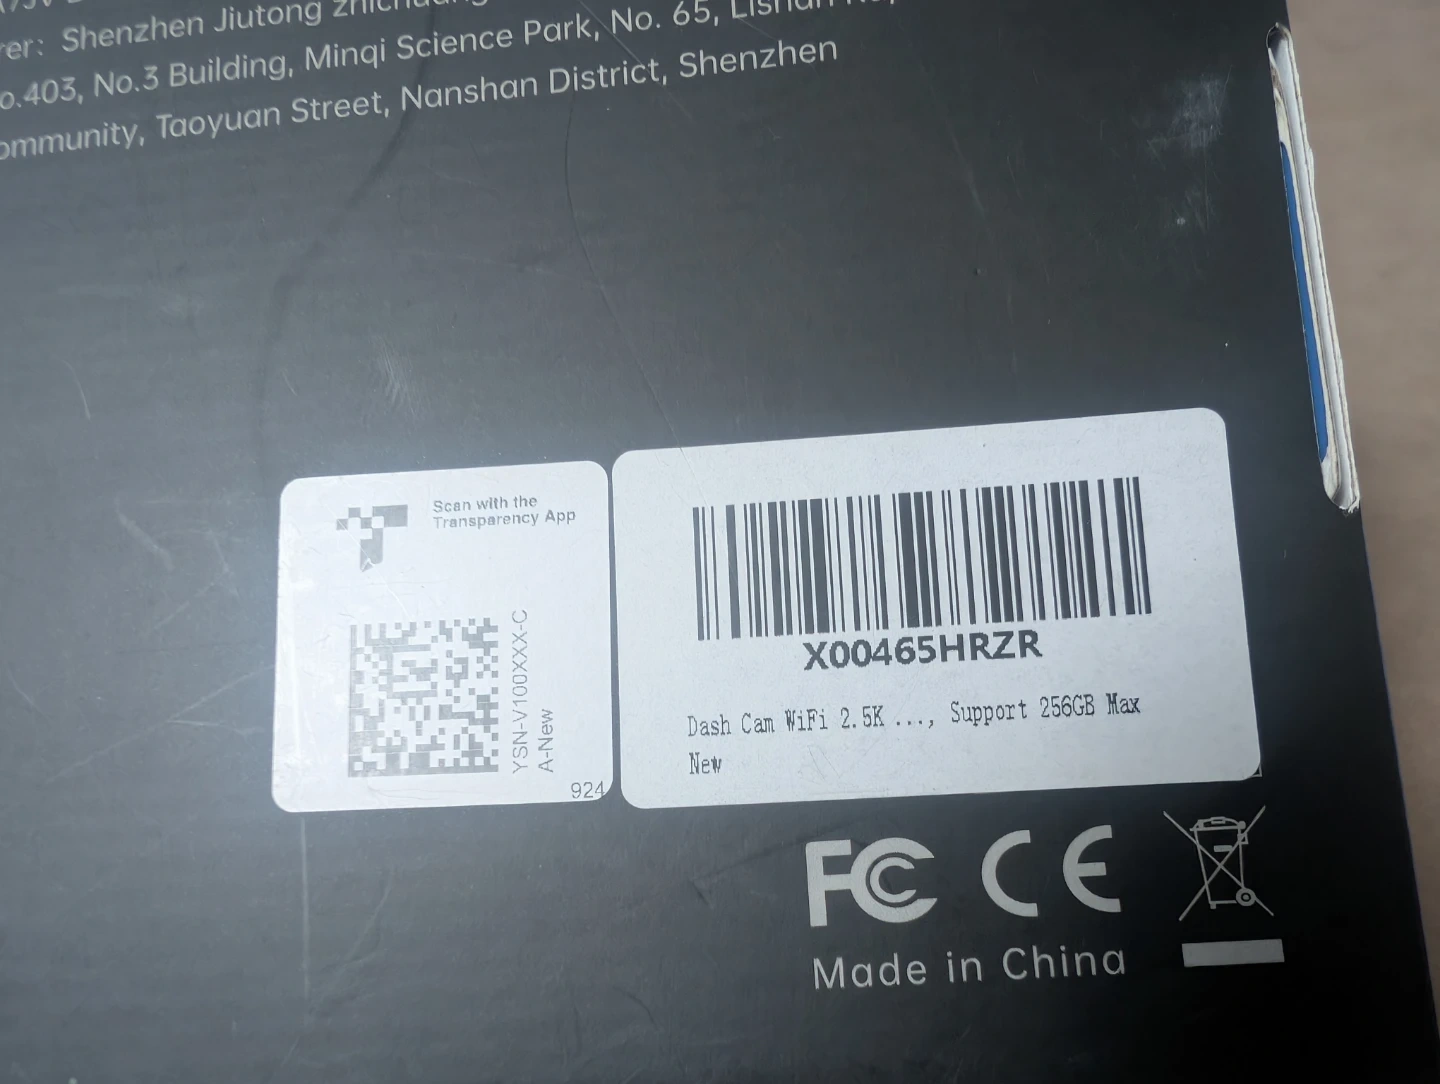 er: Shenzhen Jiutong
o.403, No.3 Building, Minqi Science Park, No. 65,
ommunity, Taoyuan Street, Nanshan District, Shenzhen
Scan with the
Transparency App
YSN-V100XXX-C
A-New
924
X00465HRZR
Dash Cam WiFi 2.5K ..., Support 256GB Max
New
FC CE
Made in China